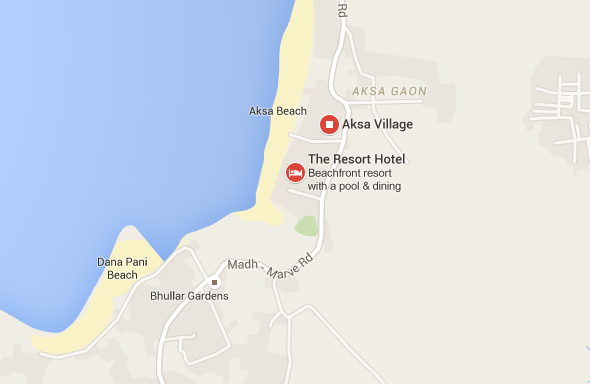 Rd
AKSA GAON
Aksa Beach
Aksa Village
The Resort Hotel
Beachfront resort
with a pool & dining
Dana Pani
Beach
Madh - Marve Rd
Bhullar Gardens